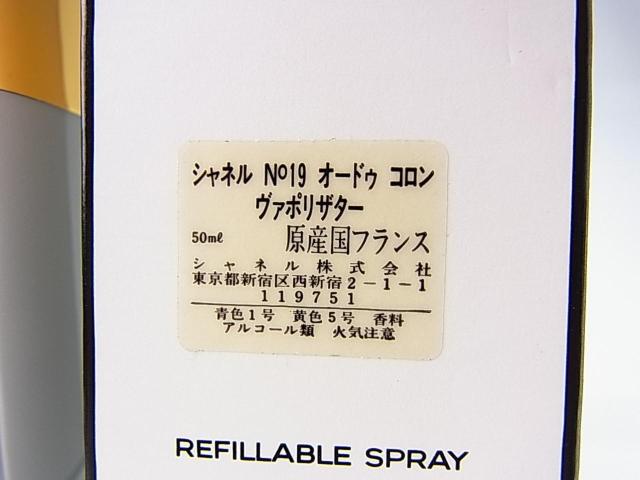 シャネル Nº19 オードゥ コロン
ヴァポリザター
50mℓ 原産国フランス
シャネル株式会社
東京都新宿区西新宿2-1-1
119751
青色1号 黄色5号 香料
アルコール類 火気注意
REFILLABLE SPRAY